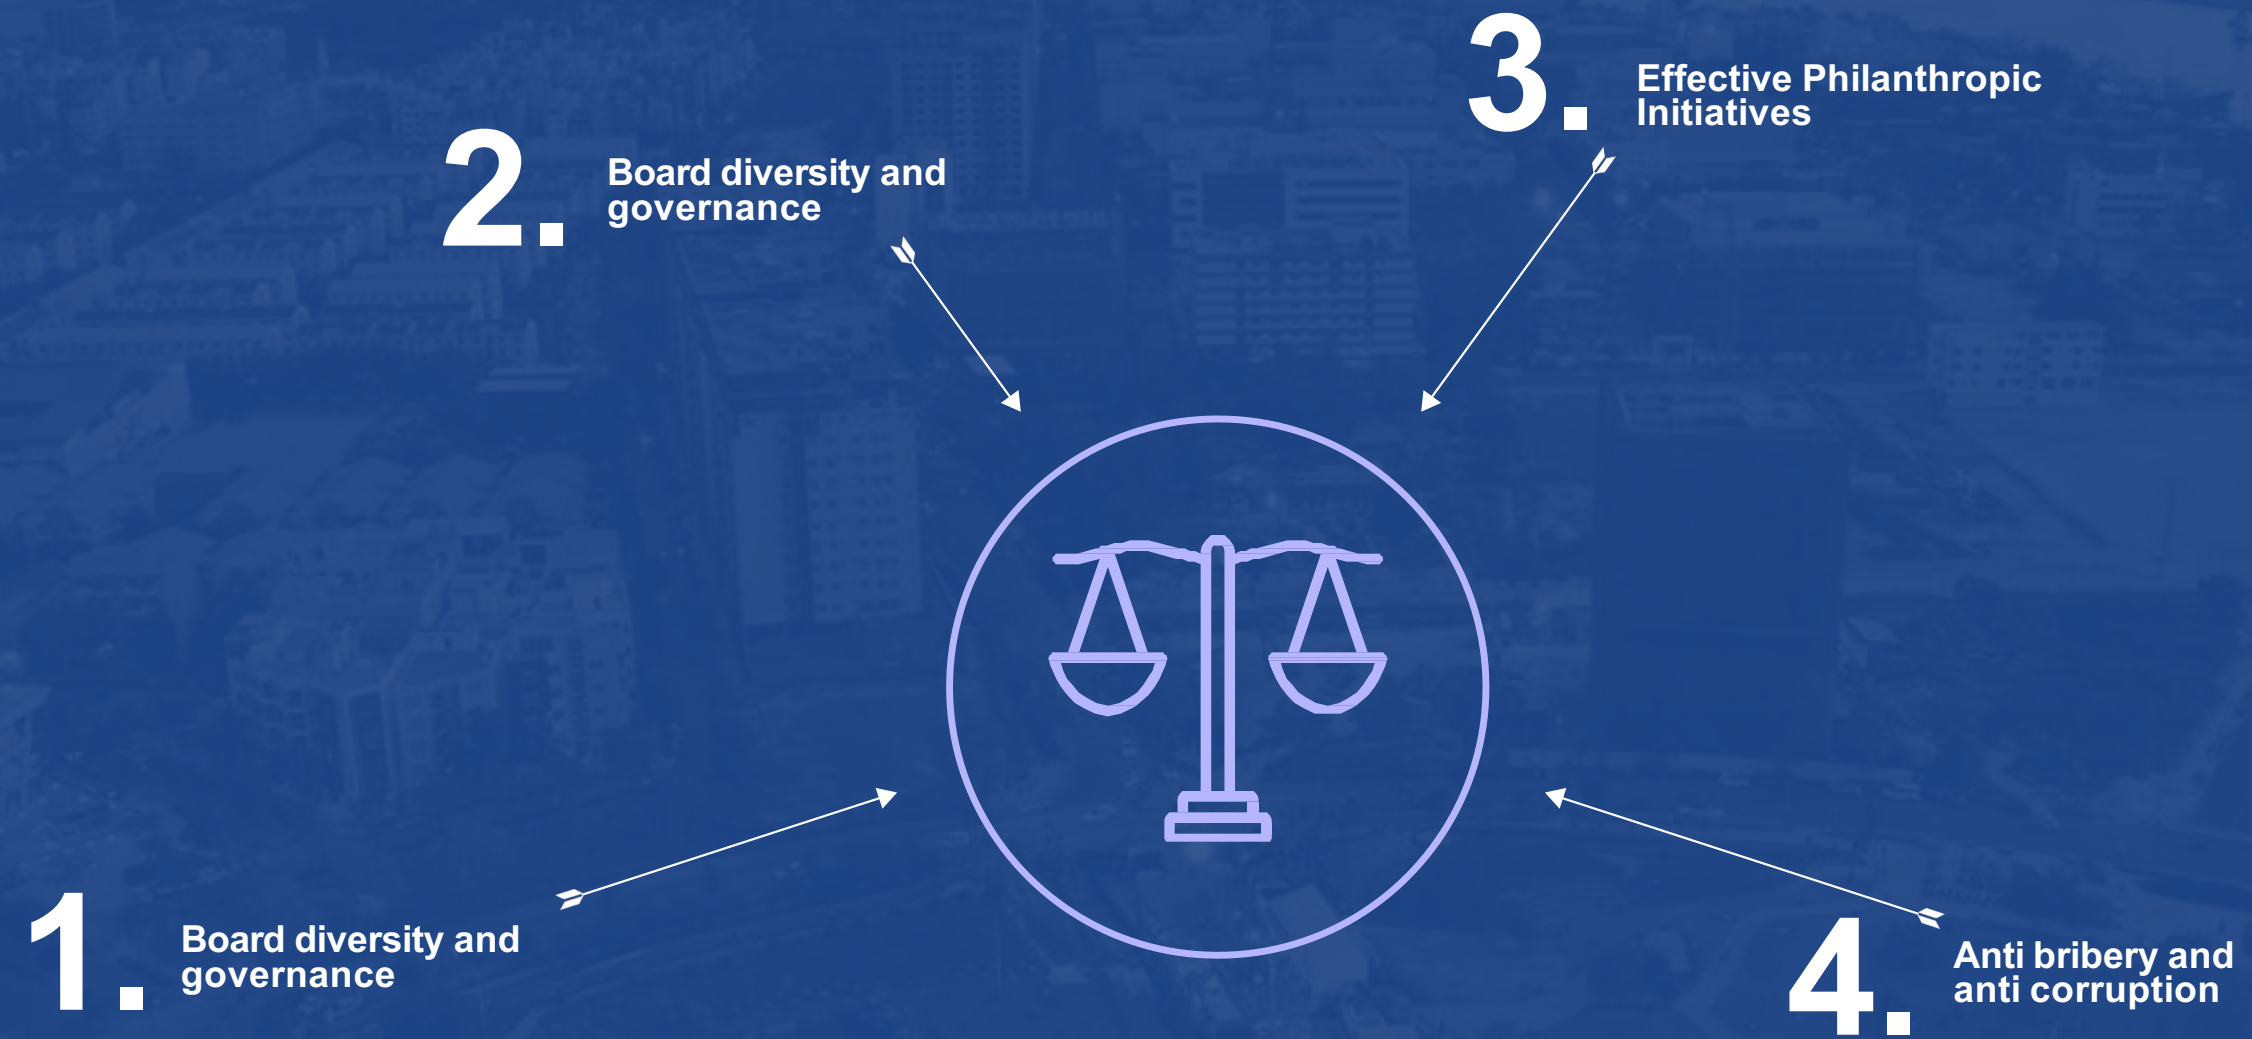 1.
Board diversity and
governance
2.
Board diversity and
governance
3.
Effective Philanthropic
Initiatives
4.
Anti bribery and
anti corruption